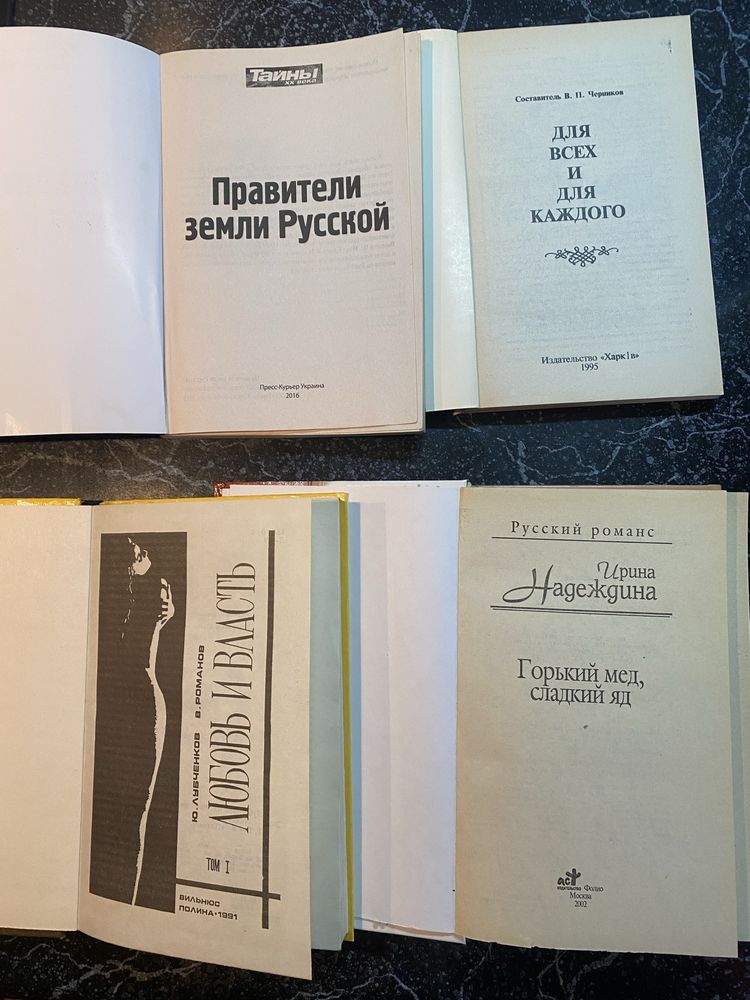 Тайны
XX века
Правители
земли Русской
Пресс-Курьер Украина
2016
Составитель В. П. Черников
ДЛЯ
ВСЕХ
И
ДЛЯ
КАЖДОГО
Издательство «Харкiв»
1995
Ю. ЛУБЧЕНКОВ В. РОМАНОВ
ЛЮБОВЬ И ВЛАСТЬ
ТОМ I
ВИЛЬНЮС
ПОЛИНА • 1991
Русский романс
Ирина
Надеждина
Горький мед,
сладкий яд
аст
издательство Фолио
Москва
2002